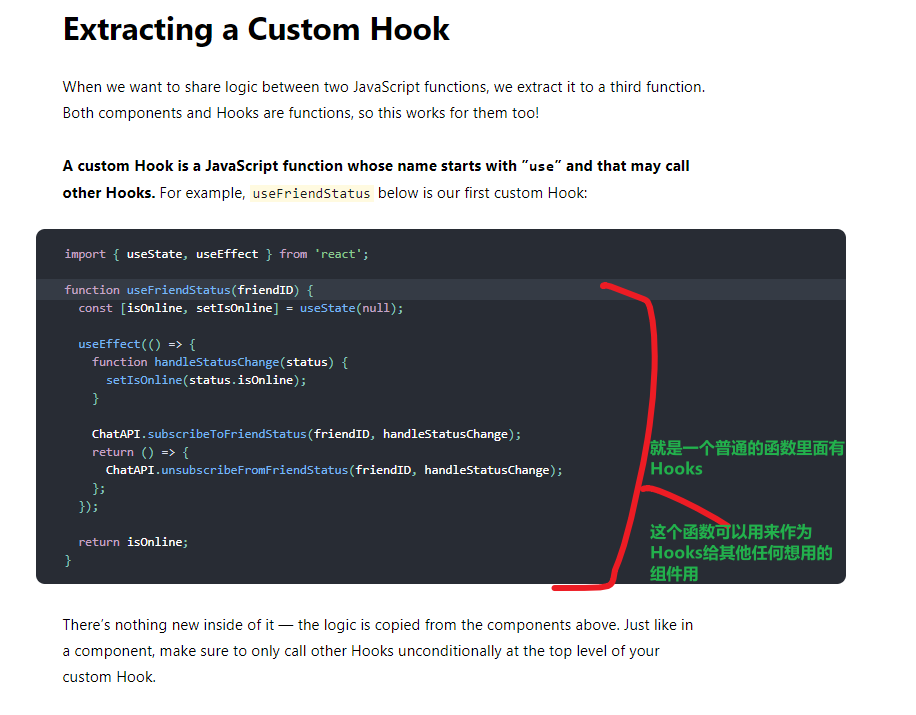 Extracting a Custom Hook
When we want to share logic between two JavaScript functions, we extract it to a third function.
Both components and Hooks are functions, so this works for them too!
A custom Hook is a JavaScript function whose name starts with ”use” and that may call
other Hooks. For example, useFriendStatus below is our first custom Hook:
import { useState, useEffect } from 'react';
function useFriendStatus(friendID) {
const [isOnline, setIsOnline] = useState(null);
useEffect(() => {
function handleStatusChange(status) {
setIsOnline(status.isOnline);
}
ChatAPI.subscribeToFriendStatus(friendID, handleStatusChange);
return () => {
ChatAPI.unsubscribeFromFriendStatus(friendID, handleStatusChange);
};
});
return isOnline;
}
就是一个普通的函数里面有
Hooks
这个函数可以用来作为
Hooks给其他任何想用的
组件用
There’s nothing new inside of it — the logic is copied from the components above. Just like in
a component, make sure to only call other Hooks unconditionally at the top level of your
custom Hook.